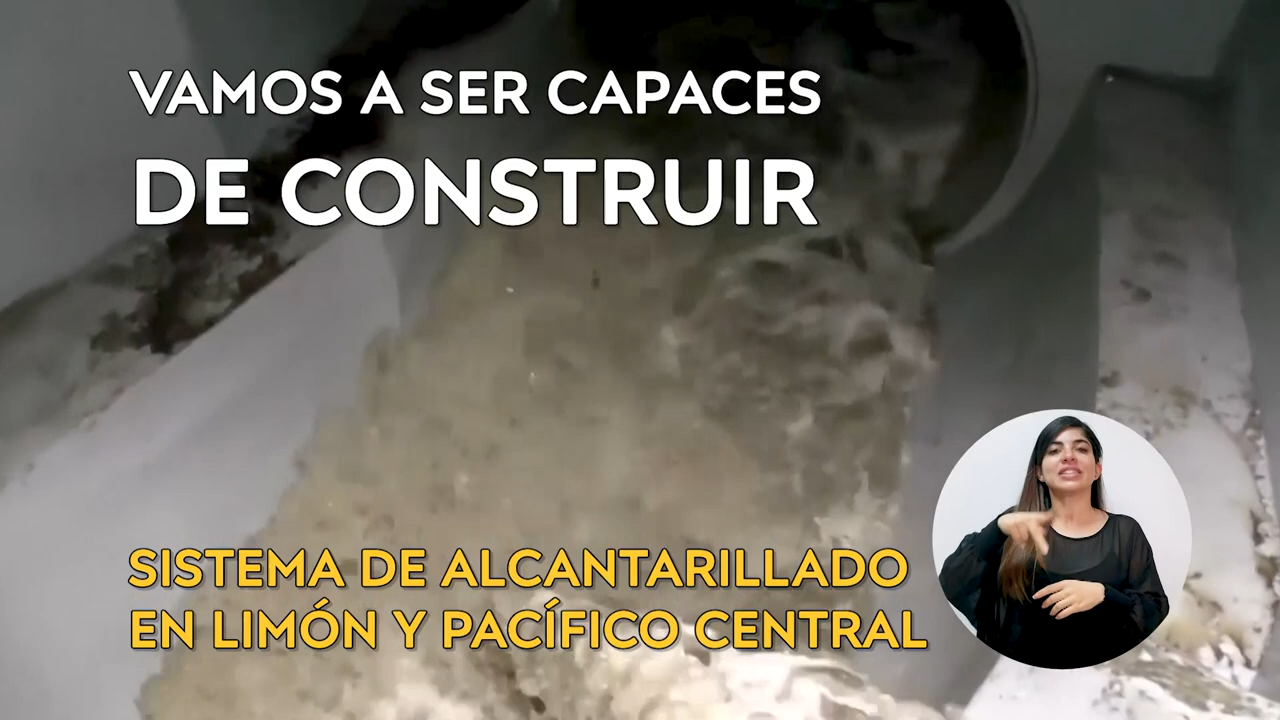 VAMOS A SER CAPACES
DE CONSTRUIR
SISTEMA DE ALCANTARILLADO
EN LIMÓN Y PACÍFICO CENTRAL